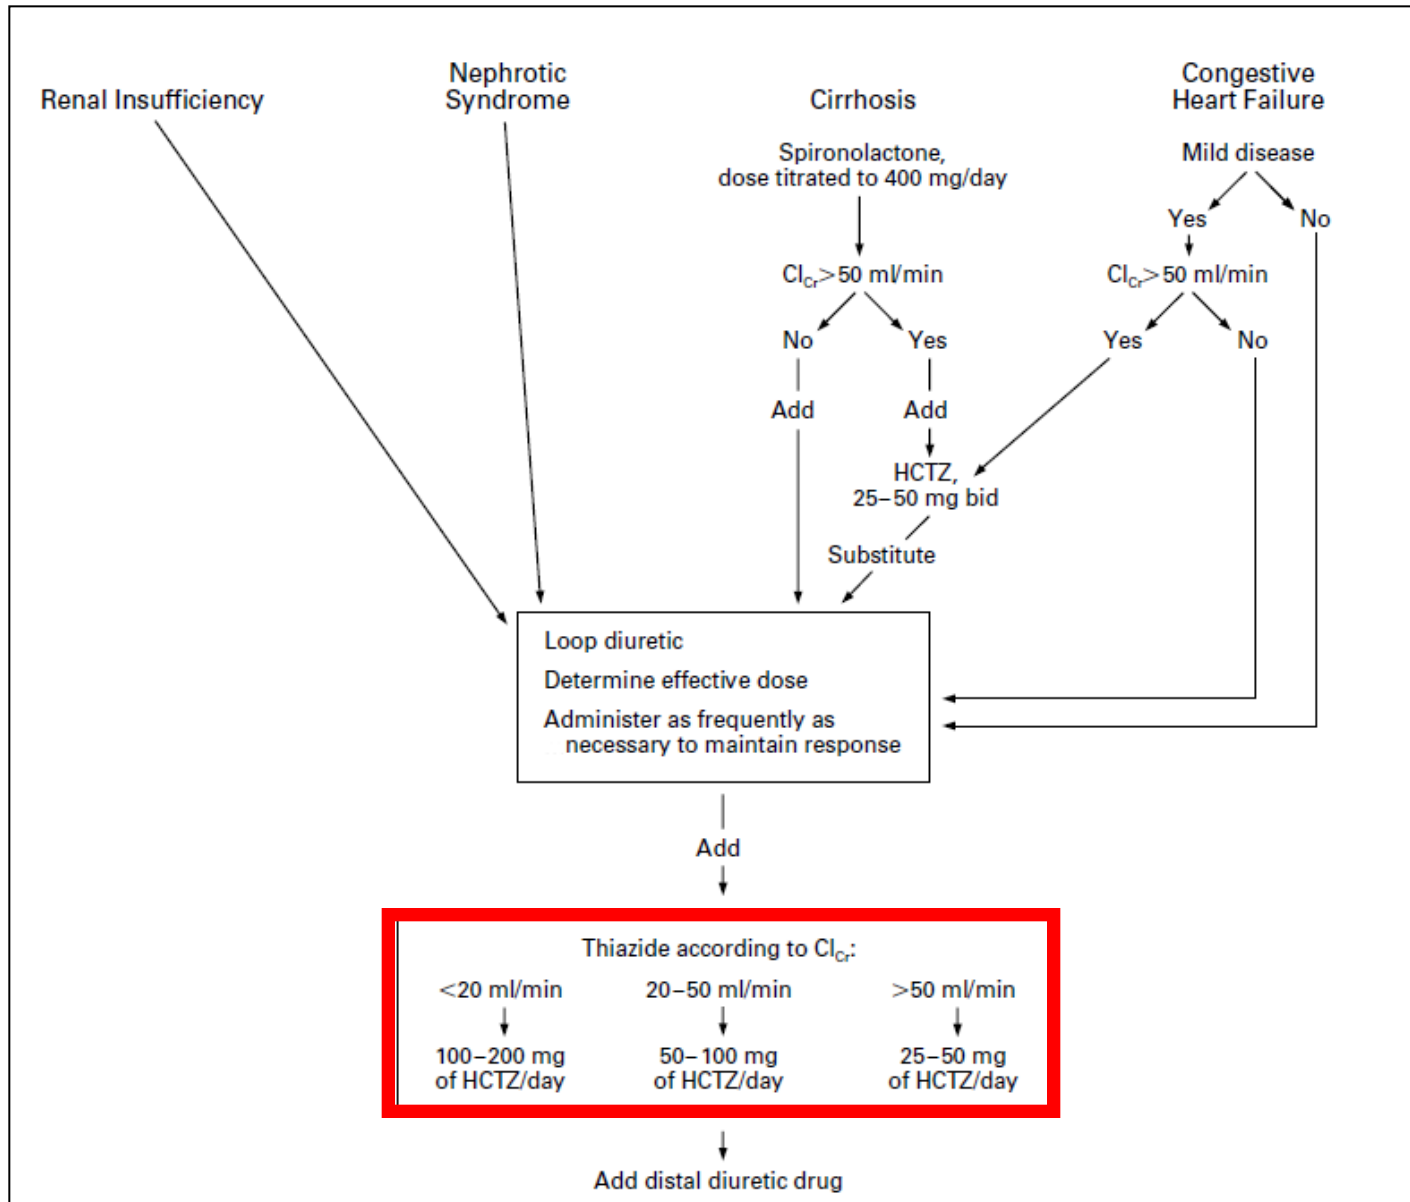 Renal Insufficiency
Nephrotic
Syndrome
Cirrhosis
Congestive
Heart Failure
Spironolactone,
dose titrated to 400 mg/day
Mild disease
Yes
No
Cl_Cr>50 ml/min
Cl_Cr>50 ml/min
No
Yes
Yes
No
Add
Add
HCTZ,
25–50 mg bid
Substitute
Loop diuretic
Determine effective dose
Administer as frequently as
necessary to maintain response
Add
Thiazide according to Cl_Cr:
<20 ml/min
20–50 ml/min
>50 ml/min
100–200 mg
of HCTZ/day
50–100 mg
of HCTZ/day
25–50 mg
of HCTZ/day
Add distal diuretic drug